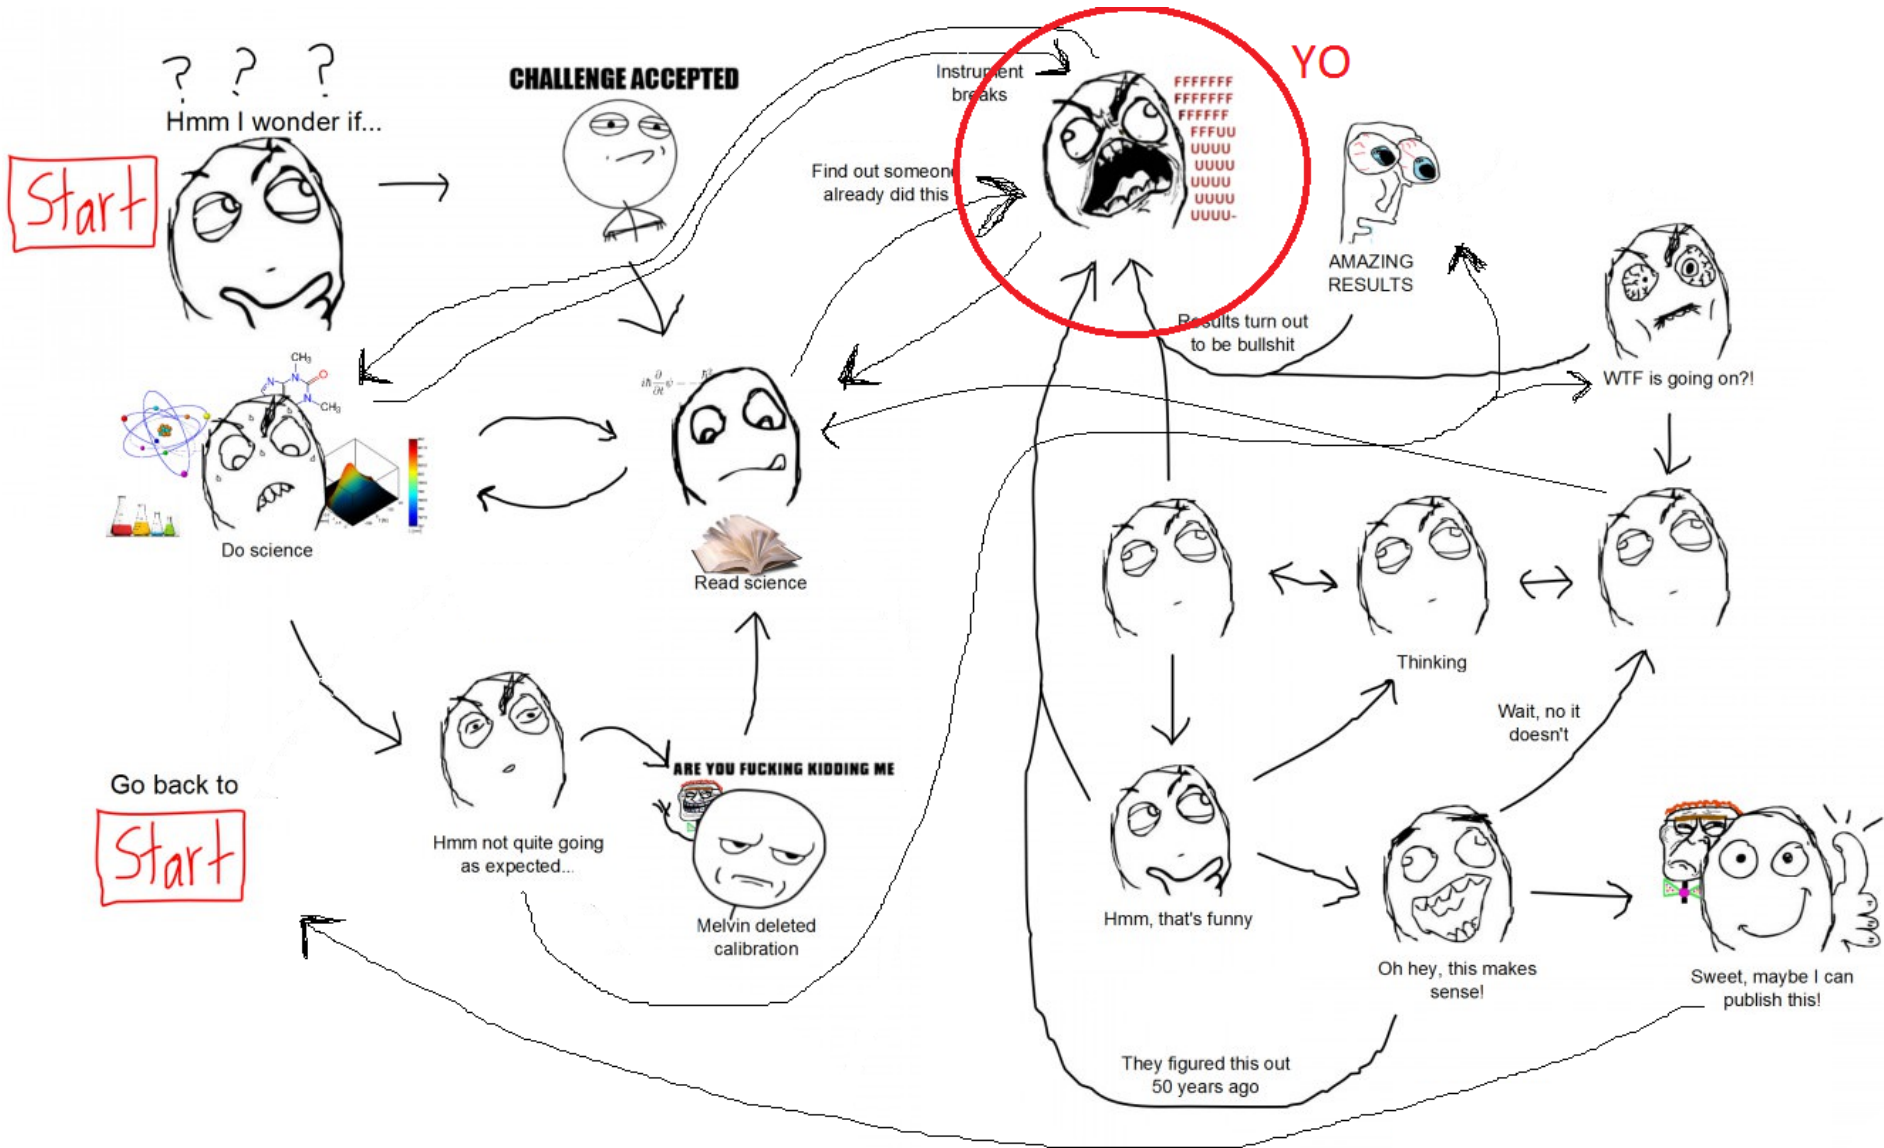 ? ? ?
Hmm I wonder if...
Start
CHALLENGE ACCEPTED
Instrument
breaks
FFFFFFF
FFFFFFF
FFFFFF
FFFUU
UUUU
UUUU
UUUU
UUUU
UUUU-
YO
Find out someone
already did this
AMAZING
RESULTS
Results turn out
to be bullshit
WTF is going on?!
CH₃
N
N
O
N
CH₃
Do science
Read science
Thinking
Wait, no it
doesn't
Hmm not quite going
as expected...
ARE YOU FUCKING KIDDING ME
Melvin deleted
calibration
Go back to
Start
Hmm, that's funny
Oh hey, this makes
sense!
Sweet, maybe I can
publish this!
They figured this out
50 years ago